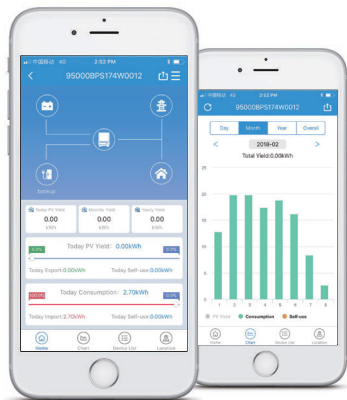 中国移动 4G 2:52 PM
95000BPS174W0012
backup
Today PV Yield Monthly Yield Yearly Yield
0.00 0.00 0.00
kWh kWh kWh
0.0% Today PV Yield: 0.00kWh 0.0%
Today Export:0.00kWh Today Self-use:0.00kWh
100.0% Today Consumption: 2.70kWh 0.0%
Today Import:2.70kWh Today Self-use:0.00kWh
Home Chart Device List Location
中国移动 4G 2:52 PM
95000BPS174W0012
Day Month Year Overall
< 2018-02 >
Total Yield:0.00kWh
25
20
15
10
5
0
1 2 3 4 5 6 7 8
PV Yield Consumption Self-use
Home Chart Device List Location